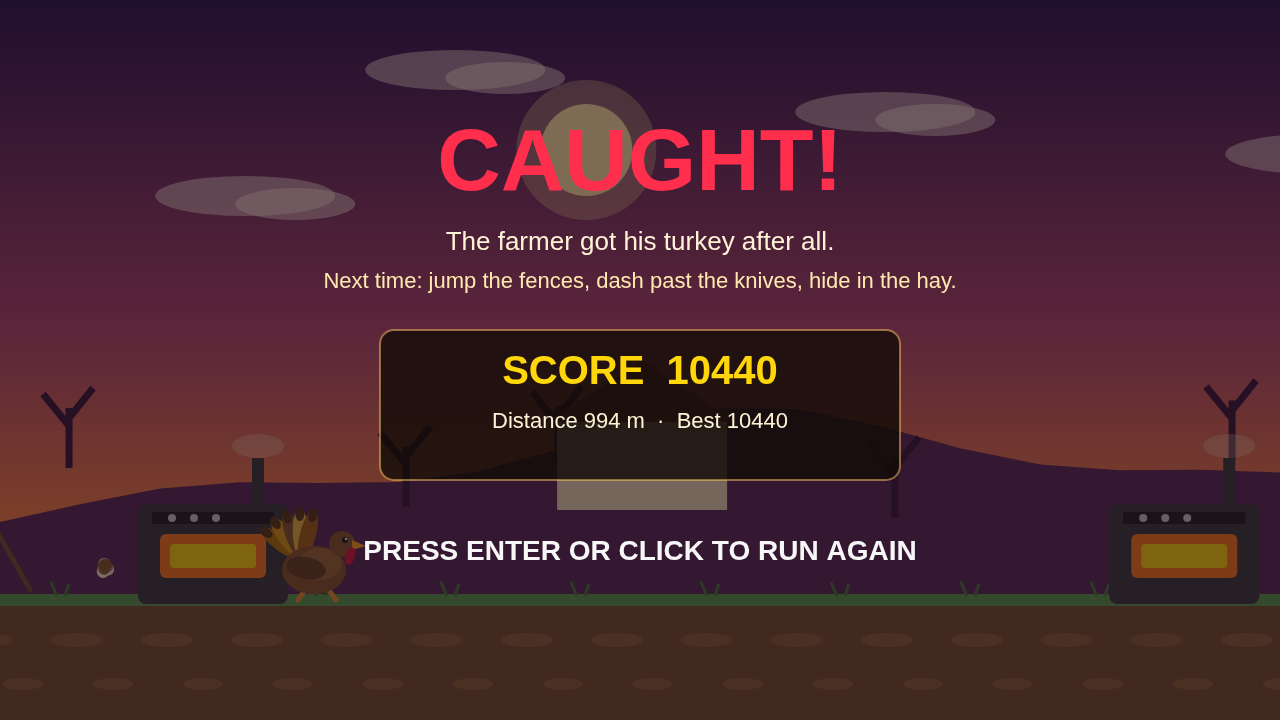 CAUGHT!
The farmer got his turkey after all.
Next time: jump the fences, dash past the knives, hide in the hay.
SCORE 10440
Distance 994 m · Best 10440
PRESS ENTER OR CLICK TO RUN AGAIN